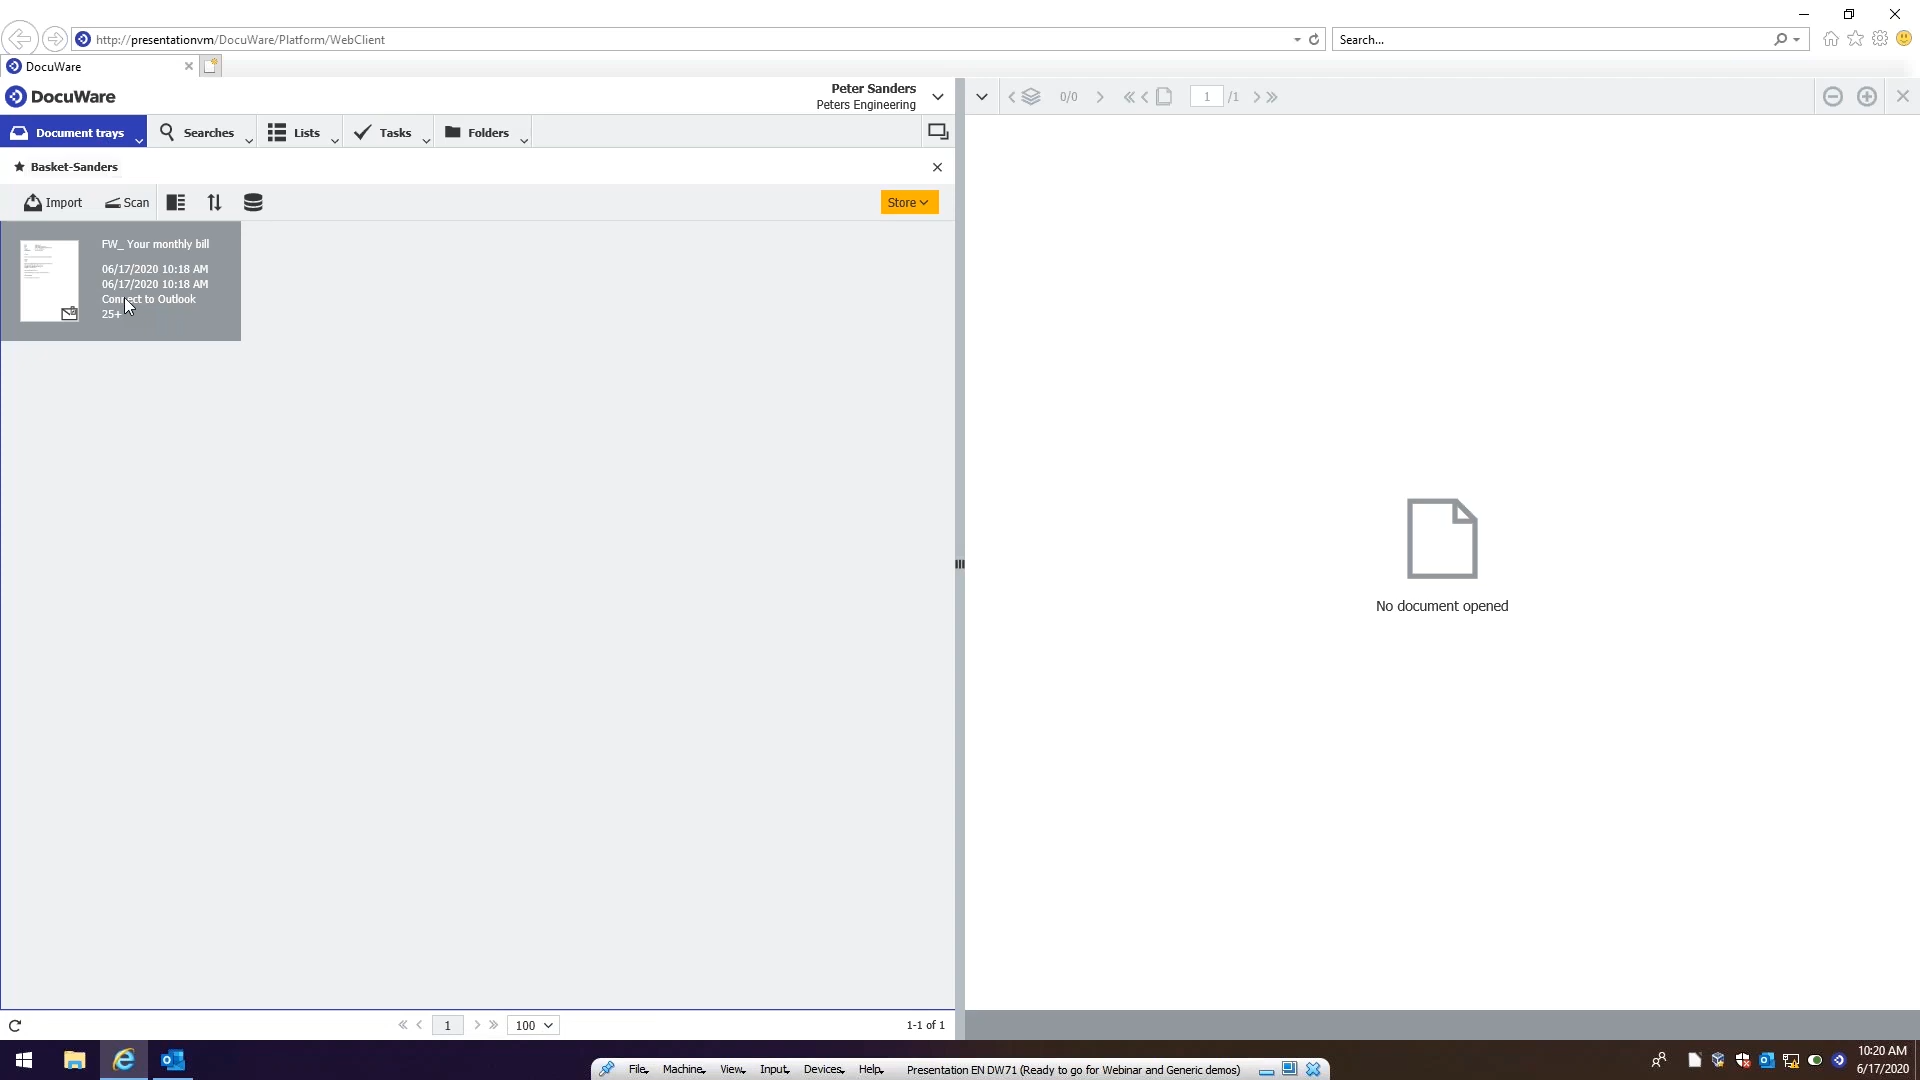 http://presentationvm/DocuWare/Platform/WebClient
Search...
DocuWare
DocuWare
Peter Sanders
Peters Engineering
0/0
1 /1
Document trays
Searches
Lists
Tasks
Folders
Basket-Sanders
Import
Scan
Store
FW_ Your monthly bill
06/17/2020 10:18 AM
06/17/2020 10:18 AM
Connect to Outlook
25+
No document opened
1
100
1-1 of 1
File
Machine
View
Input
Devices
Help
Presentation EN DW71 (Ready to go for Webinar and Generic demos)
10:20 AM
6/17/2020